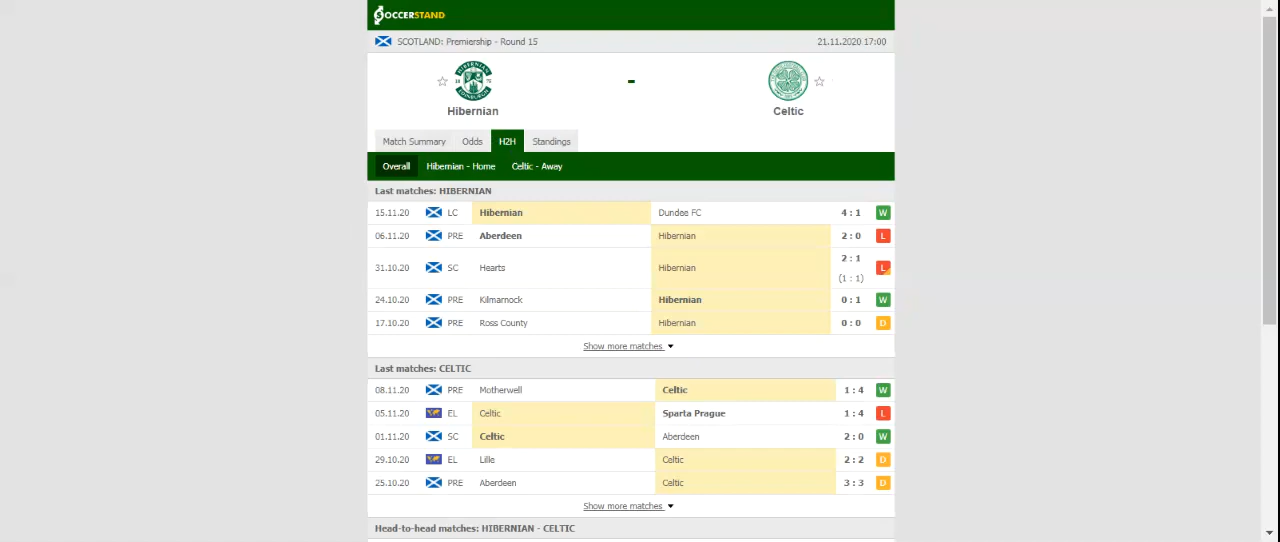 SOCCERSTAND
SCOTLAND: Premiership - Round 15 21.11.2020 17:00
-
Hibernian Celtic
Match Summary Odds H2H Standings
Overall Hibernian - Home Celtic - Away
Last matches: HIBERNIAN
15.11.20 LC Hibernian Dundee FC 4 : 1 W
06.11.20 PRE Aberdeen Hibernian 2 : 0 L
31.10.20 SC Hearts Hibernian 2 : 1 (1 : 1) L
24.10.20 PRE Kilmarnock Hibernian 0 : 1 W
17.10.20 PRE Ross County Hibernian 0 : 0 D
Show more matches
Last matches: CELTIC
08.11.20 PRE Motherwell Celtic 1 : 4 W
05.11.20 EL Celtic Sparta Prague 1 : 4 L
01.11.20 SC Celtic Aberdeen 2 : 0 W
29.10.20 EL Lille Celtic 2 : 2 D
25.10.20 PRE Aberdeen Celtic 3 : 3 D
Show more matches
Head-to-head matches: HIBERNIAN - CELTIC